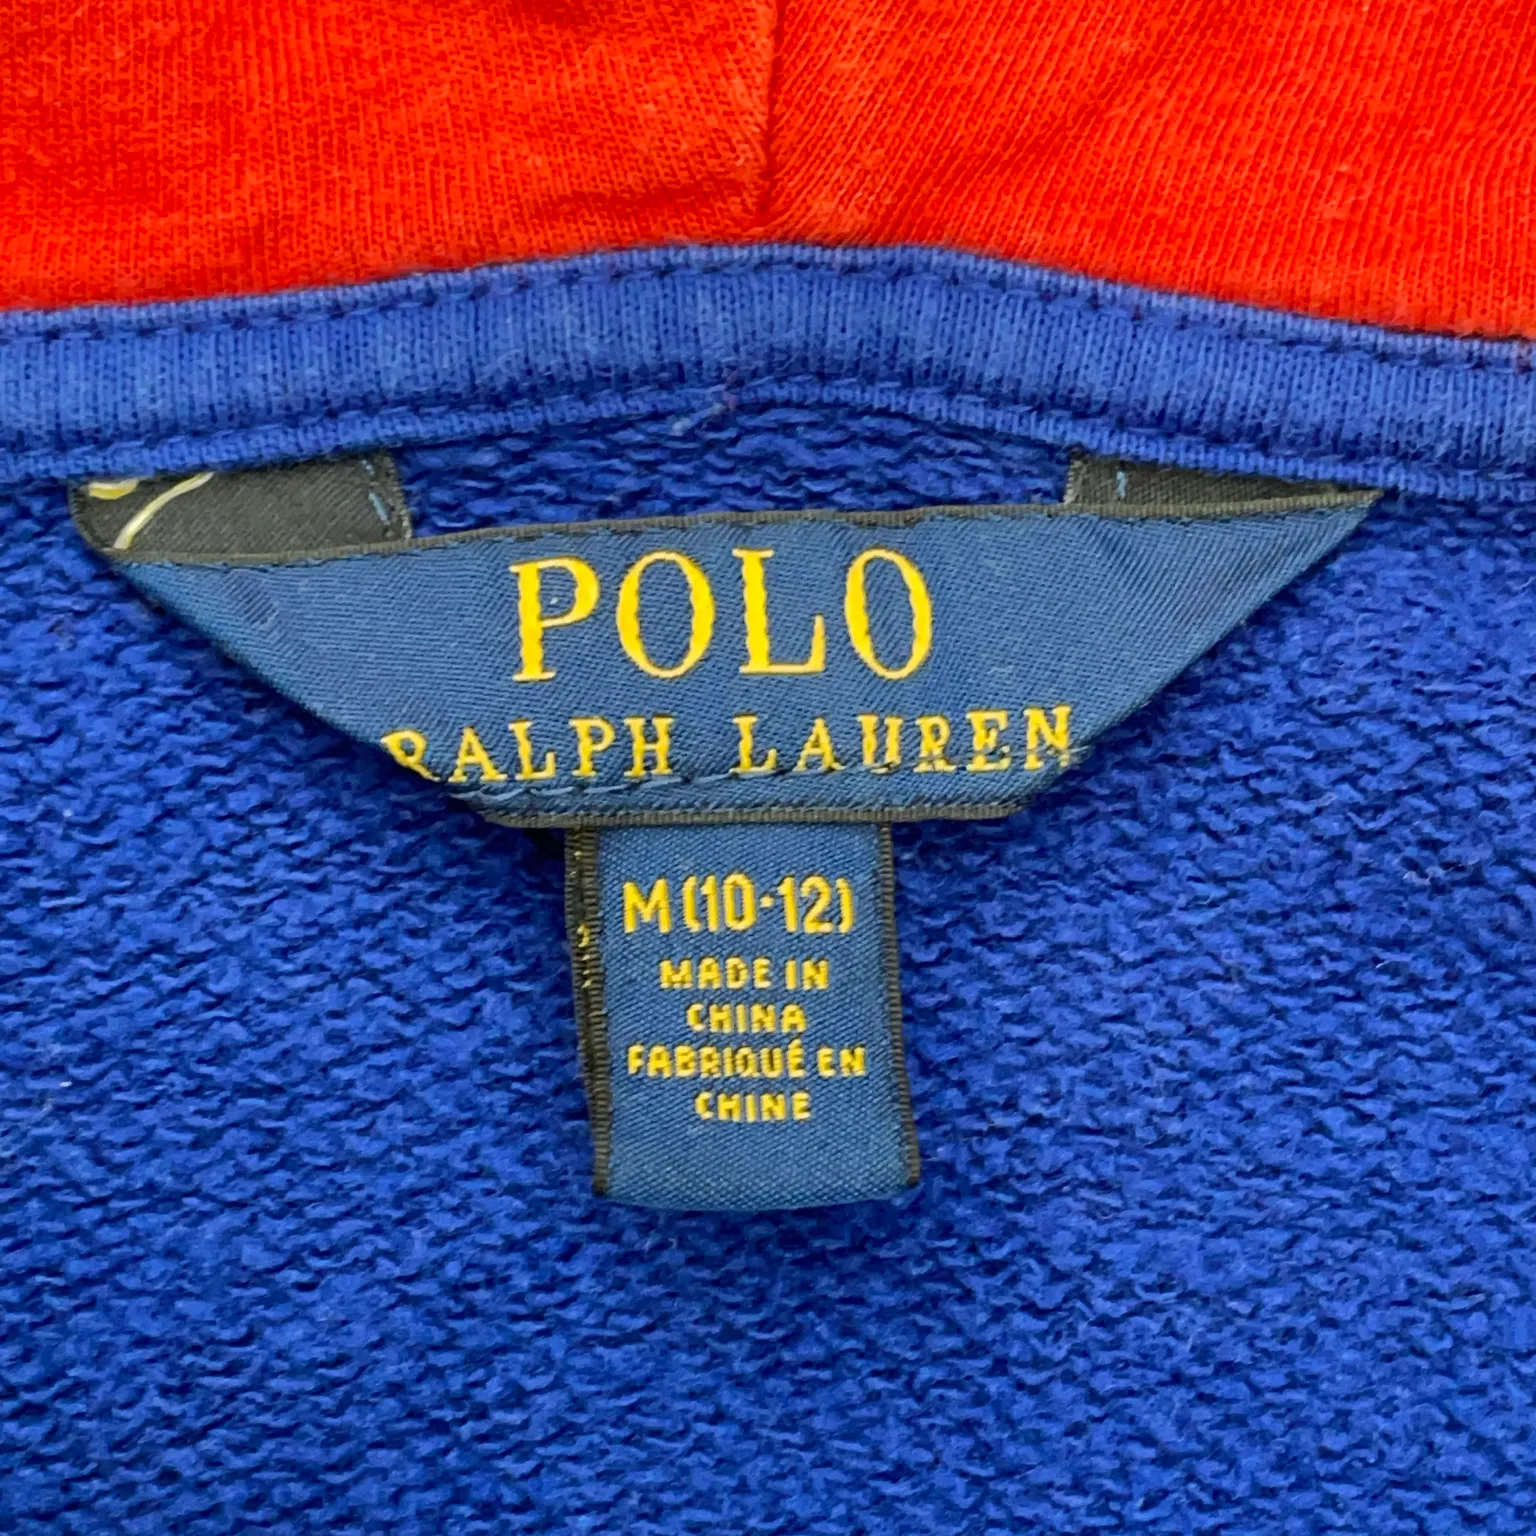 POLO
RALPH LAUREN
M(10-12)
MADE IN
CHINA
FABRIQUÉ EN
CHINE